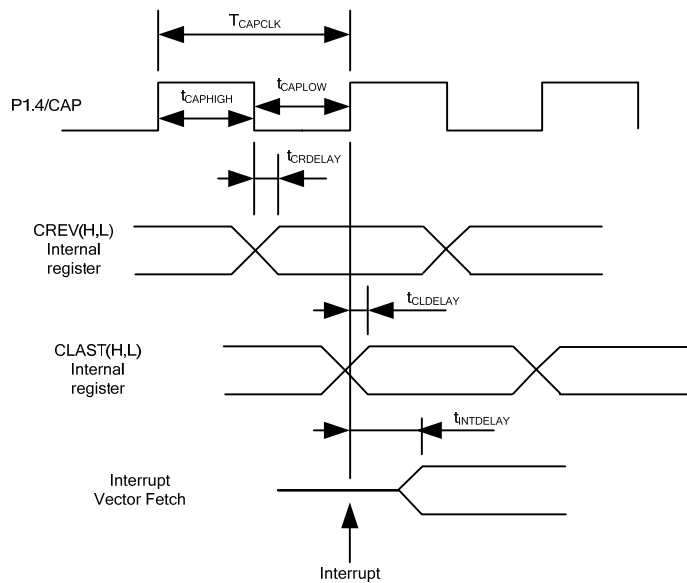 TCAPCLK
P1.4/CAP
tCAPHIGH
tCAPLOW
tCRDELAY
CREV(H,L)
Internal
register
tCLDELAY
CLAST(H,L)
Internal
register
tINTDELAY
Interrupt
Vector Fetch
Interrupt